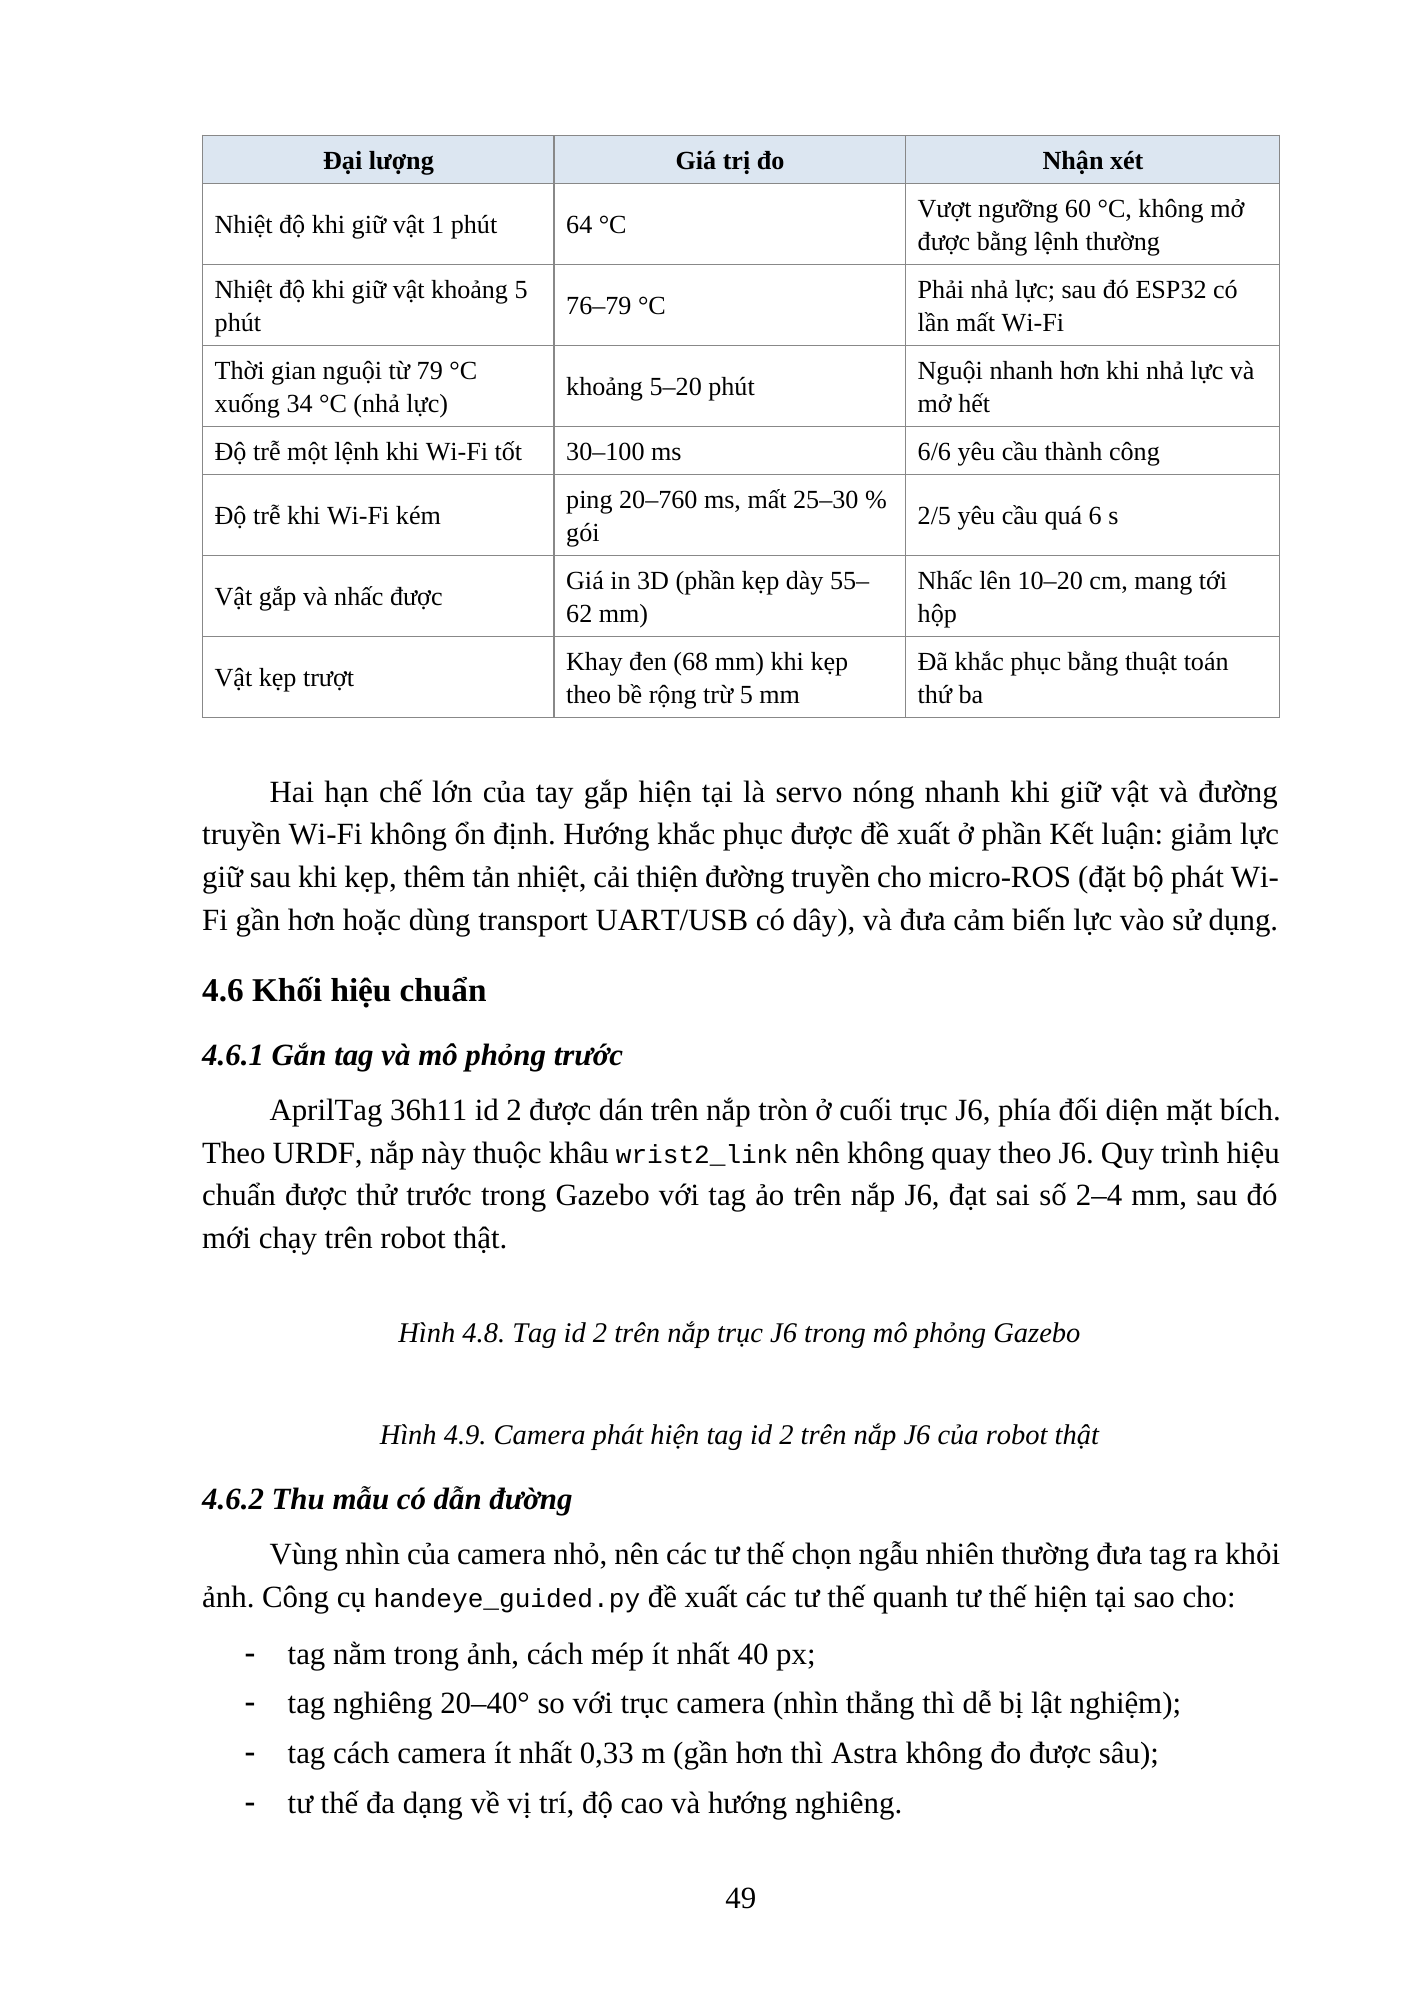 Đại lượng
Giá trị đo
Nhận xét
Nhiệt độ khi giữ vật 1 phút
64 °C
Vượt ngưỡng 60 °C, không mở
được bằng lệnh thường
Nhiệt độ khi giữ vật khoảng 5
phút
76–79 °C
Phải nhả lực; sau đó ESP32 có
lần mất Wi-Fi
Thời gian nguội từ 79 °C
xuống 34 °C (nhả lực)
khoảng 5–20 phút
Nguội nhanh hơn khi nhả lực và
mở hết
Độ trễ một lệnh khi Wi-Fi tốt
30–100 ms
6/6 yêu cầu thành công
Độ trễ khi Wi-Fi kém
ping 20–760 ms, mất 25–30 %
gói
2/5 yêu cầu quá 6 s
Vật gắp và nhấc được
Giá in 3D (phần kẹp dày 55–
62 mm)
Nhấc lên 10–20 cm, mang tới
hộp
Vật kẹp trượt
Khay đen (68 mm) khi kẹp
theo bề rộng trừ 5 mm
Đã khắc phục bằng thuật toán
thứ ba
Hai hạn chế lớn của tay gắp hiện tại là servo nóng nhanh khi giữ vật và đường
truyền Wi-Fi không ổn định. Hướng khắc phục được đề xuất ở phần Kết luận: giảm lực
giữ sau khi kẹp, thêm tản nhiệt, cải thiện đường truyền cho micro-ROS (đặt bộ phát Wi-
Fi gần hơn hoặc dùng transport UART/USB có dây), và đưa cảm biến lực vào sử dụng.
4.6 Khối hiệu chuẩn
4.6.1 Gắn tag và mô phỏng trước
AprilTag 36h11 id 2 được dán trên nắp tròn ở cuối trục J6, phía đối diện mặt bích.
Theo URDF, nắp này thuộc khâu wrist2_link nên không quay theo J6. Quy trình hiệu
chuẩn được thử trước trong Gazebo với tag ảo trên nắp J6, đạt sai số 2–4 mm, sau đó
mới chạy trên robot thật.
Hình 4.8. Tag id 2 trên nắp trục J6 trong mô phỏng Gazebo
Hình 4.9. Camera phát hiện tag id 2 trên nắp J6 của robot thật
4.6.2 Thu mẫu có dẫn đường
Vùng nhìn của camera nhỏ, nên các tư thế chọn ngẫu nhiên thường đưa tag ra khỏi
ảnh. Công cụ handeye_guided.py đề xuất các tư thế quanh tư thế hiện tại sao cho:
- tag nằm trong ảnh, cách mép ít nhất 40 px;
- tag nghiêng 20–40° so với trục camera (nhìn thẳng thì dễ bị lật nghiệm);
- tag cách camera ít nhất 0,33 m (gần hơn thì Astra không đo được sâu);
- tư thế đa dạng về vị trí, độ cao và hướng nghiêng.
49